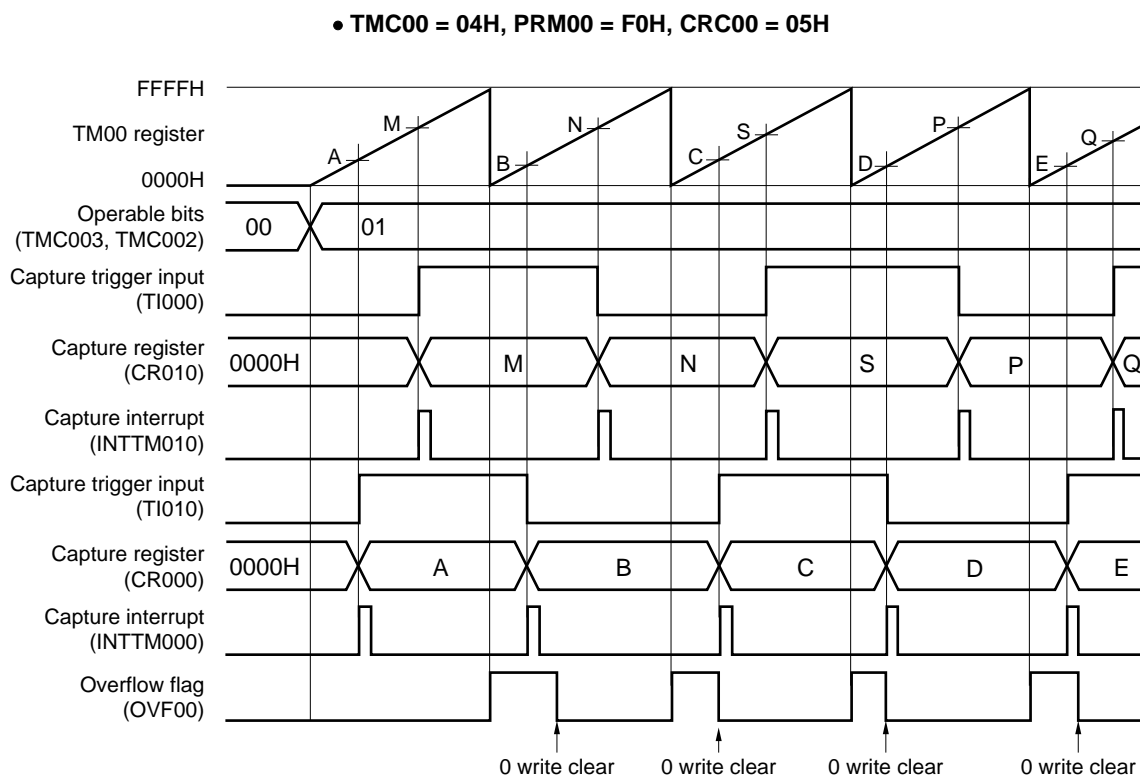 • TMC00 = 04H, PRM00 = F0H, CRC00 = 05H
FFFFH
TM00 register
0000H
A M B N C S D P E Q
Operable bits
(TMC003, TMC002)
00 01
Capture trigger input
(TI000)
Capture register
(CR010)
0000H M N S P Q
Capture interrupt
(INTTM010)
Capture trigger input
(TI010)
Capture register
(CR000)
0000H A B C D E
Capture interrupt
(INTTM000)
Overflow flag
(OVF00)
0 write clear 0 write clear 0 write clear 0 write clear